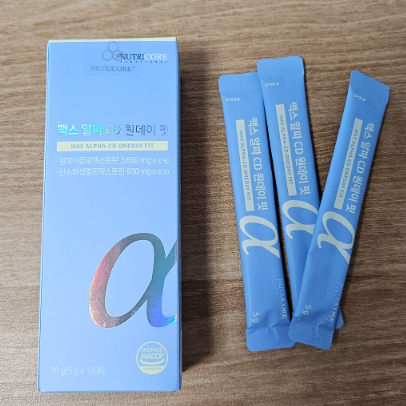 NUTRICORE
NUTRICORE
맥스 알파 CD 원데이 핏
MAX ALPHA-CD ONEDAY FIT
알파시클로덱스트린 3,660 mg
난소화성말토덱스트린 830 mg
α
HACCP
70 g(5 g x 14포)
맥스 알파 CD 원데이 핏
MAX ALPHA-CD ONEDAY FIT
α
5 g
맥스 알파 CD 원데이 핏
MAX ALPHA-CD ONEDAY FIT
α
맥스 알파 CD 원데이 핏
MAX ALPHA-CD ONEDAY FIT
α
NUTRICORE
5 g